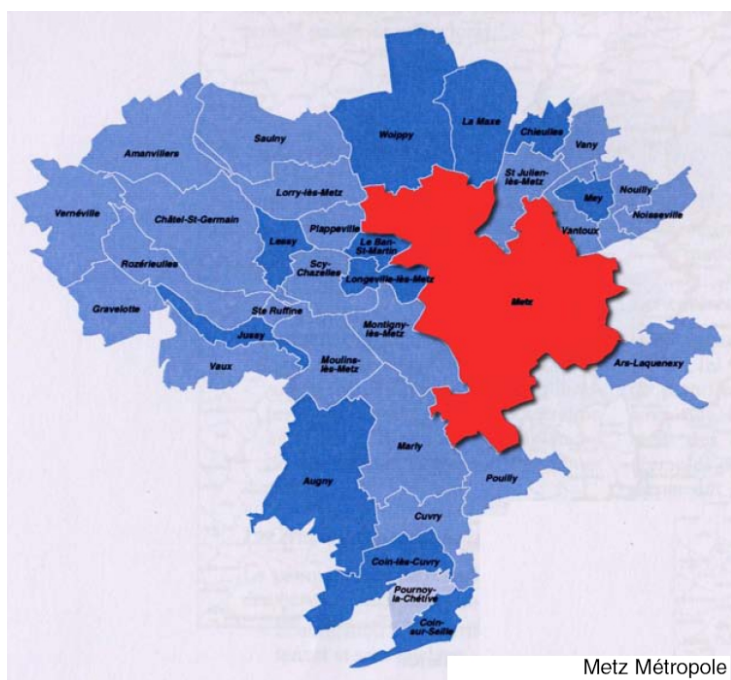 Woippy
La Maxe
Chieulles
Vany
Saulny
Amanvilliers
St Julien-
lès-Metz
Mey
Nouilly
Noisseville
Vantoux
Lorry-lès-Metz
Vernéville
Châtel-St-Germain
Plappeville
Lessy
Le Ban-
St-Martin
Scy-
Chazelles
Longeville-lès-Metz
Rozérieulles
Gravelotte
Ste Ruffine
Jussy
Montigny-
lès-Metz
Metz
Vaux
Moulins-
lès-Metz
Ars-Laquenexy
Marly
Augny
Pouilly
Cuvry
Coin-lès-Cuvry
Pournoy-
la-Chétive
Coin-
sur-Seille
Metz Métropole